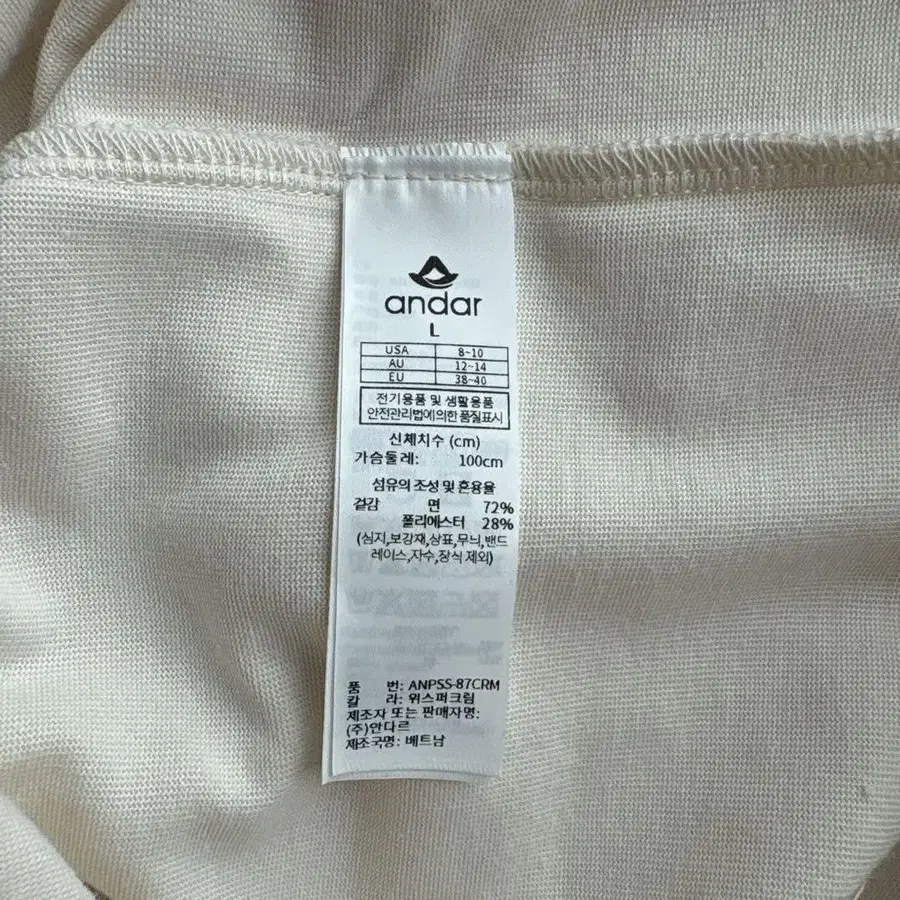 andar
L
USA 8~10
AU 12~14
EU 38~40
전기용품 및 생활용품
안전관리법에의한 품질표시
신체치수 (cm)
가슴둘레: 100cm
섬유의 조성 및 혼용율
겉감 면 72%
폴리에스터 28%
(심지,보강재,상표,무늬,밴드
레이스,자수,장식 제외)
품 번: ANPSS-87CRM
칼 라: 위스퍼크림
제조자 또는 판매자명:
(주)안다르
제조국명: 베트남